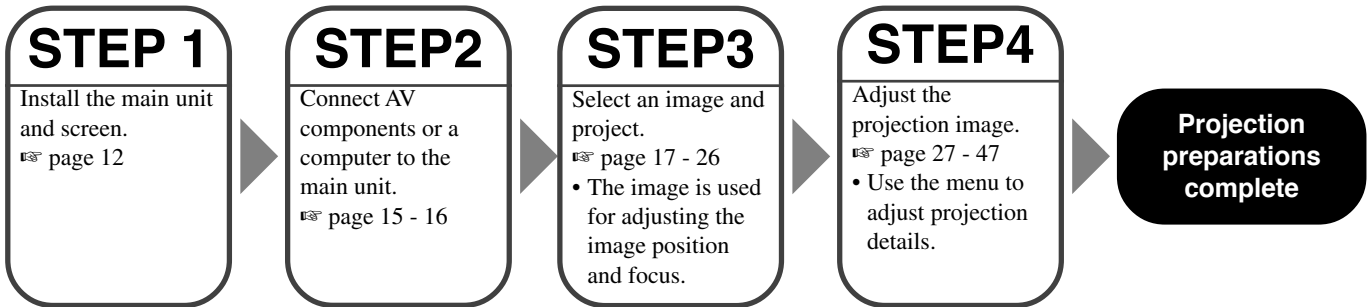 STEP 1
Install the main unit
and screen.
☞ page 12
STEP2
Connect AV
components or a
computer to the
main unit.
☞ page 15 - 16
STEP3
Select an image and
project.
☞ page 17 - 26
• The image is used
for adjusting the
image position
and focus.
STEP4
Adjust the
projection image.
☞ page 27 - 47
• Use the menu to
adjust projection
details.
Projection
preparations
complete